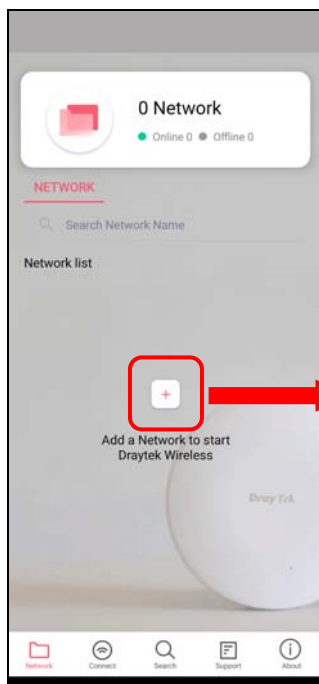 0 Network
Online 0 Offline 0
NETWORK
Search Network Name
Network list
+
Add a Network to start
Draytek Wireless
DrayTek
Network Connect Search Support About